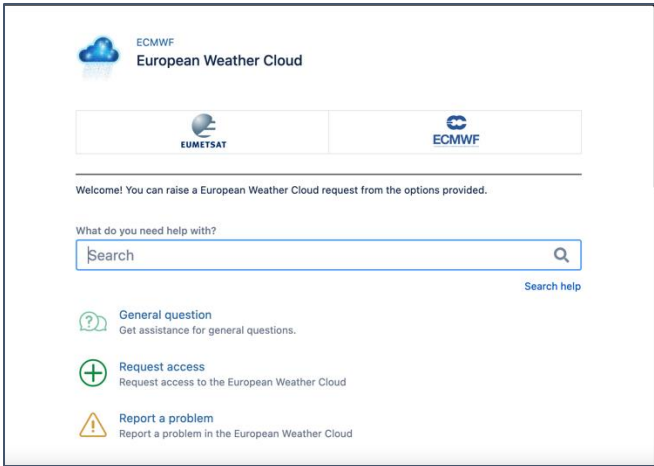 ECMWF
European Weather Cloud
EUMETSAT
ECMWF
Welcome! You can raise a European Weather Cloud request from the options provided.
What do you need help with?
Search
Search help
General question
Get assistance for general questions.
Request access
Request access to the European Weather Cloud
Report a problem
Report a problem in the European Weather Cloud